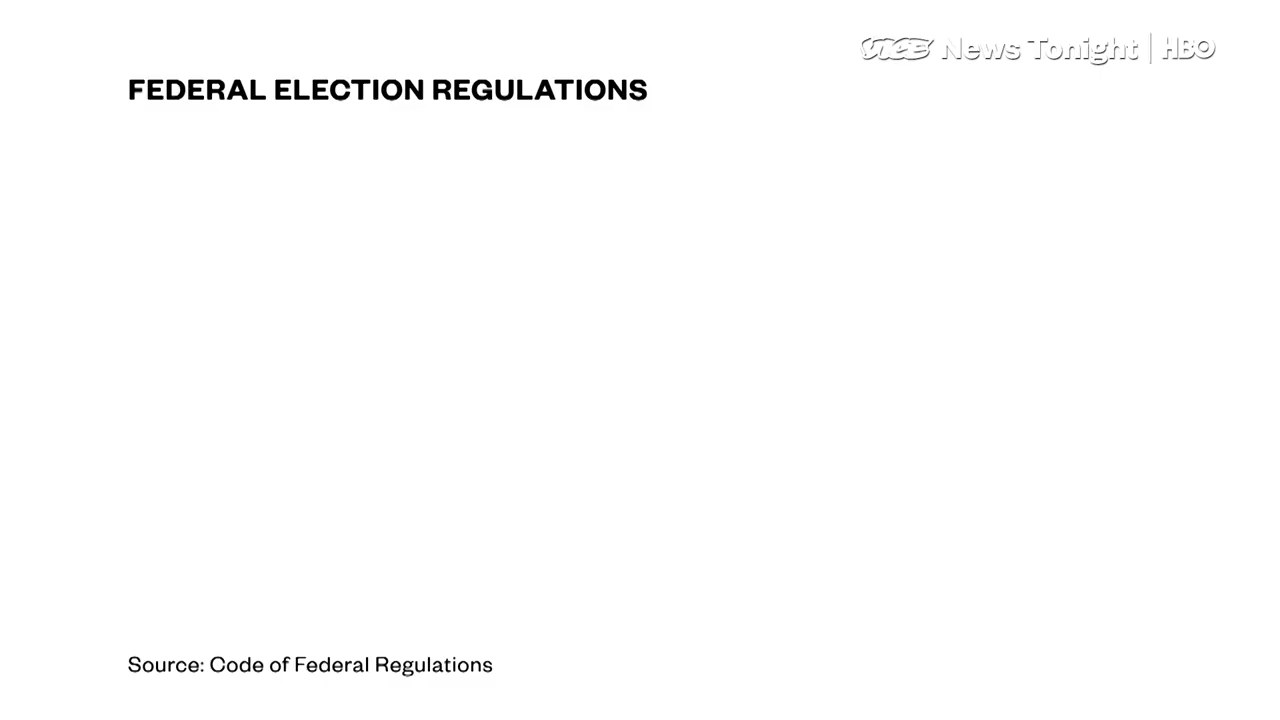 VICE News Tonight | HBO
FEDERAL ELECTION REGULATIONS
Source: Code of Federal Regulations